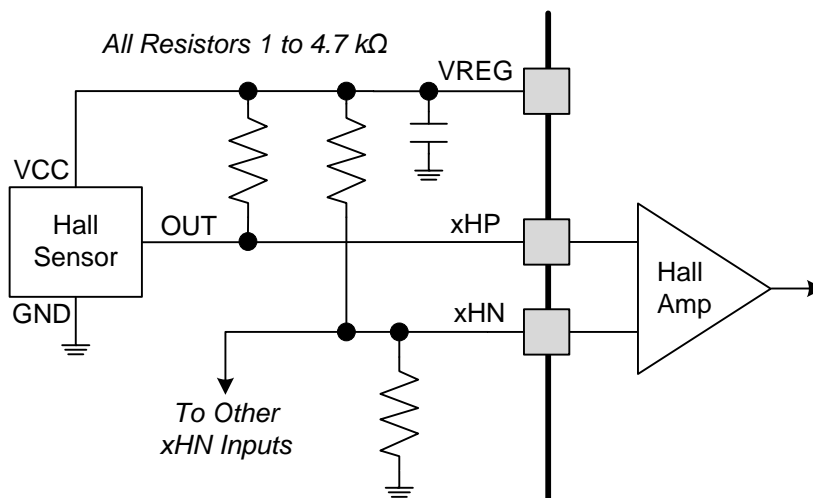 All Resistors 1 to 4.7 kΩ
VREG
VCC
Hall
Sensor
OUT
xHP
Hall
Amp
GND
xHN
To Other
xHN Inputs